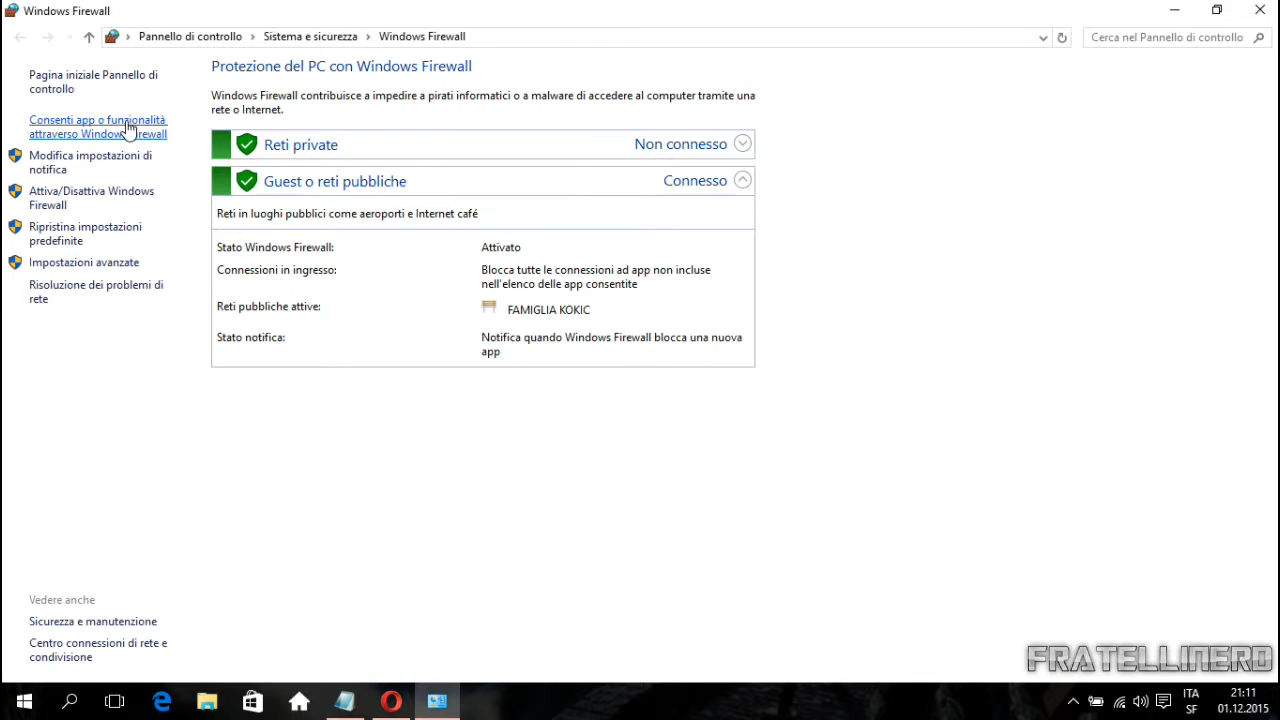 Windows Firewall
Pannello di controllo
Sistema e sicurezza
Windows Firewall
Cerca nel Pannello di controllo
Pagina iniziale Pannello di
controllo
Consenti app o funzionalità
attraverso Windows Firewall
Modifica impostazioni di
notifica
Attiva/Disattiva Windows
Firewall
Ripristina impostazioni
predefinite
Impostazioni avanzate
Risoluzione dei problemi di
rete
Protezione del PC con Windows Firewall
Windows Firewall contribuisce a impedire a pirati informatici o a malware di accedere al computer tramite una
rete o Internet.
Reti private Non connesso
Guest o reti pubbliche Connesso
Reti in luoghi pubblici come aeroporti e Internet café
Stato Windows Firewall: Attivato
Connessioni in ingresso: Blocca tutte le connessioni ad app non incluse
nell'elenco delle app consentite
Reti pubbliche attive: FAMIGLIA KOKIC
Stato notifica: Notifica quando Windows Firewall blocca una nuova
app
Vedere anche
Sicurezza e manutenzione
Centro connessioni di rete e
condivisione
FRATELLINERD
ITA
SF
21:11
01.12.2015